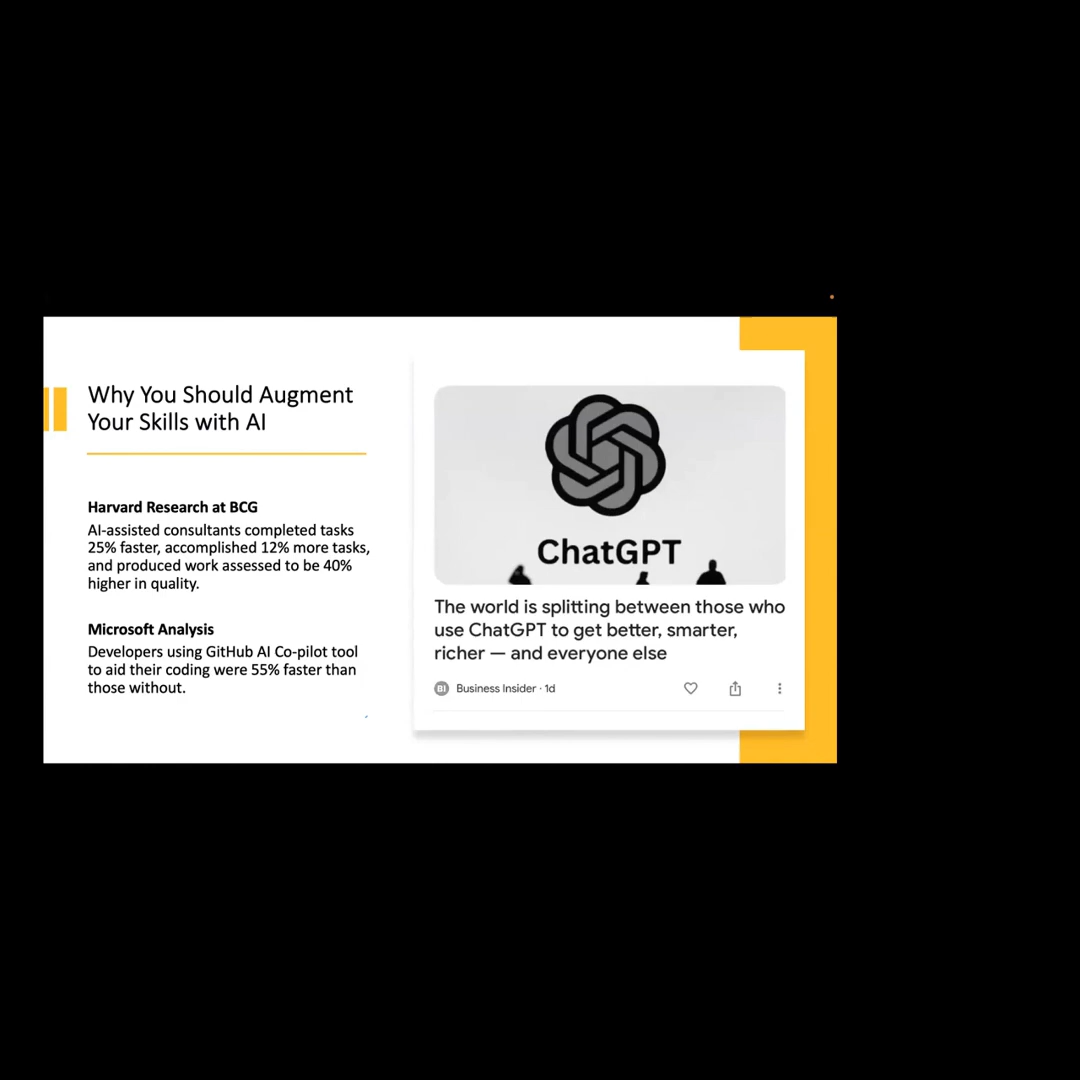 Why You Should Augment
Your Skills with AI
Harvard Research at BCG
AI-assisted consultants completed tasks
25% faster, accomplished 12% more tasks,
and produced work assessed to be 40%
higher in quality.
Microsoft Analysis
Developers using GitHub AI Co-pilot tool
to aid their coding were 55% faster than
those without.
ChatGPT
The world is splitting between those who
use ChatGPT to get better, smarter,
richer — and everyone else
BI Business Insider · 1d